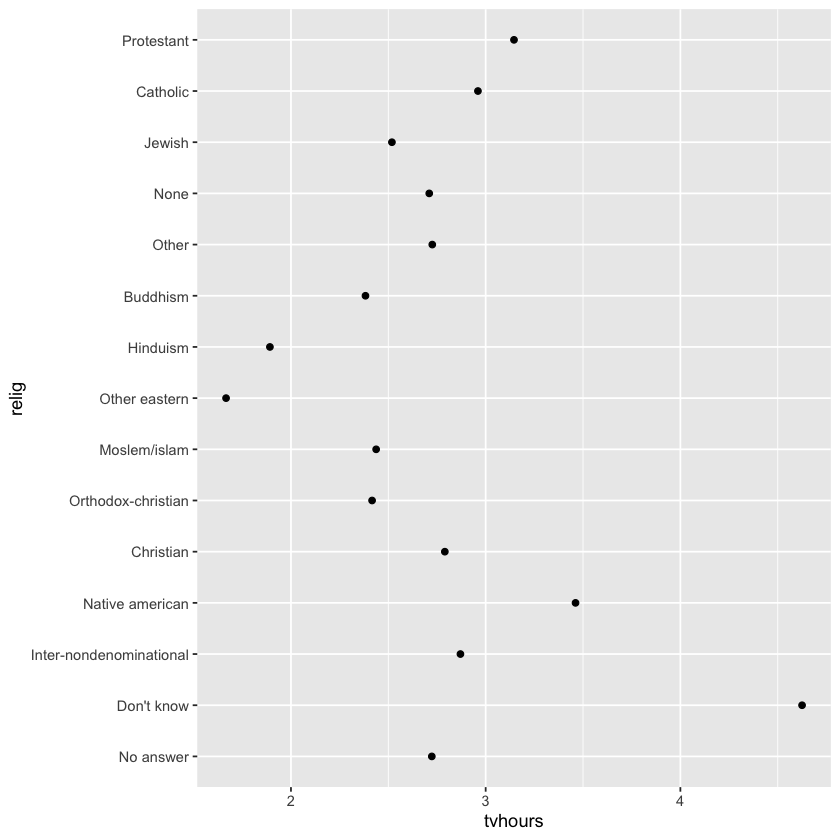 Protestant
Catholic
Jewish
None
Other
Buddhism
Hinduism
Other eastern
relig
Moslem/islam
Orthodox-christian
Christian
Native american
Inter-nondenominational
Don't know
No answer
2 3 4
tvhours